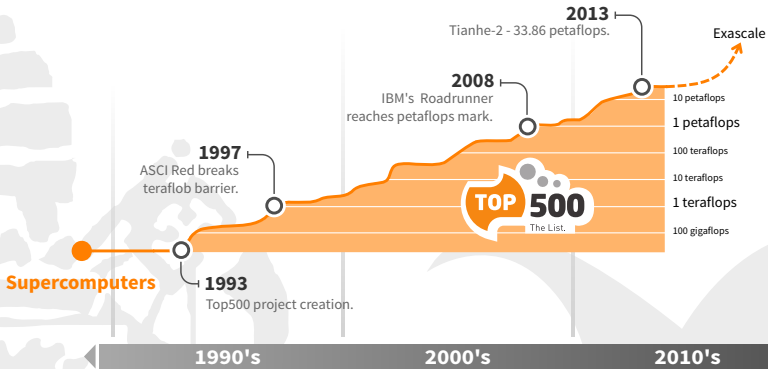 2013
Tianhe-2 - 33.86 petaflops.
Exascale
2008
IBM's Roadrunner
reaches petaflops mark.
10 petaflops
1 petaflops
100 teraflops
10 teraflops
1 teraflops
100 gigaflops
1997
ASCI Red breaks
teraflob barrier.
TOP 500
The List.
Supercomputers
1993
Top500 project creation.
1990's 2000's 2010's